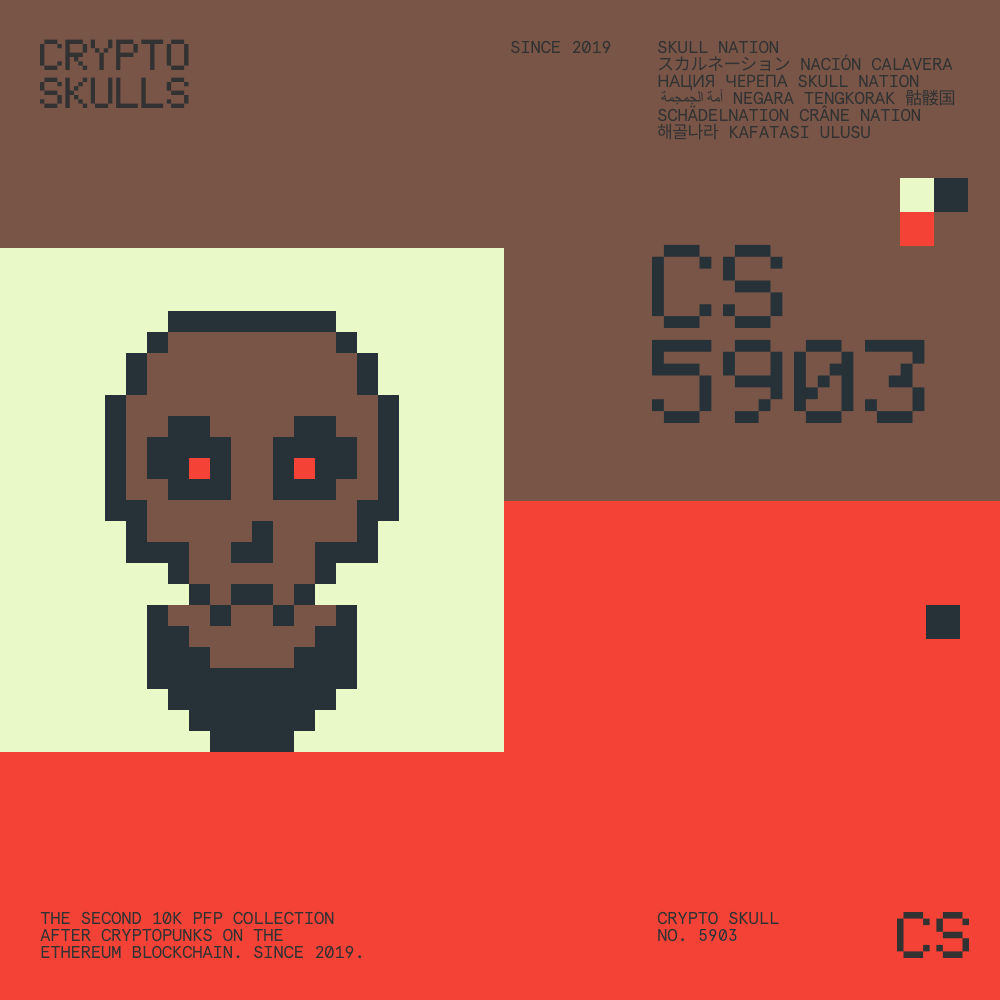 CRYPTO
SKULLS
SINCE 2019
SKULL NATION
スカルネーション NACIÓN CALAVERA
НАЦИЯ ЧЕРЕПА SKULL NATION
أمة الجمجمة NEGARA TENGKORAK 骷髅国
SCHÄDELNATION CRÂNE NATION
해골나라 KAFATASI ULUSU
CS
5903
THE SECOND 10K PFP COLLECTION
AFTER CRYPTOPUNKS ON THE
ETHEREUM BLOCKCHAIN. SINCE 2019.
CRYPTO SKULL
NO. 5903
CS